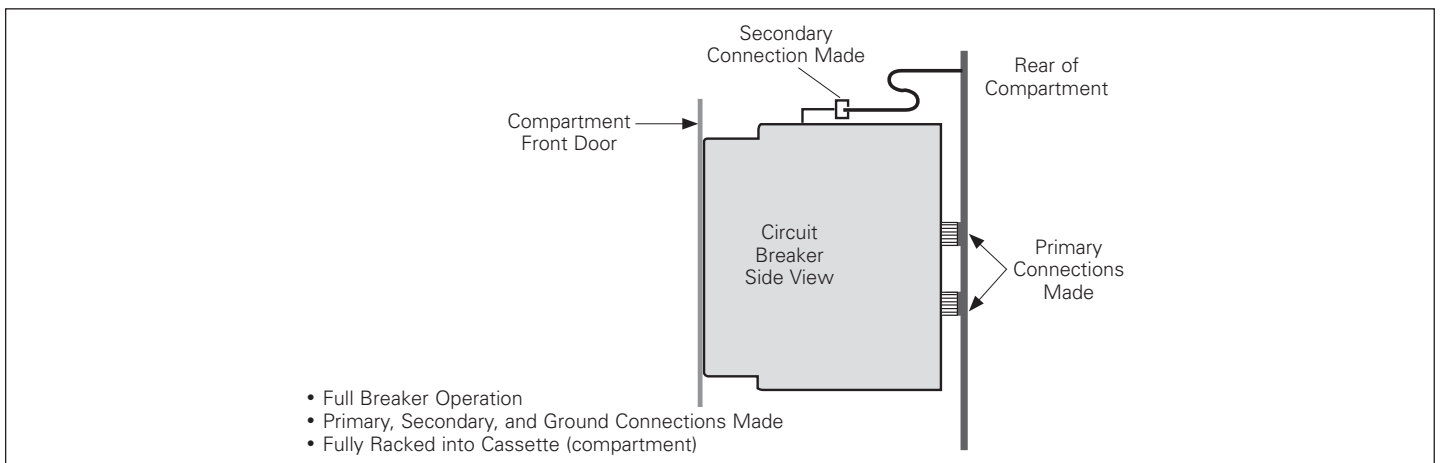 Secondary
Connection Made
Rear of
Compartment
Compartment
Front Door
Circuit
Breaker
Side View
Primary
Connections
Made
• Full Breaker Operation
• Primary, Secondary, and Ground Connections Made
• Fully Racked into Cassette (compartment)